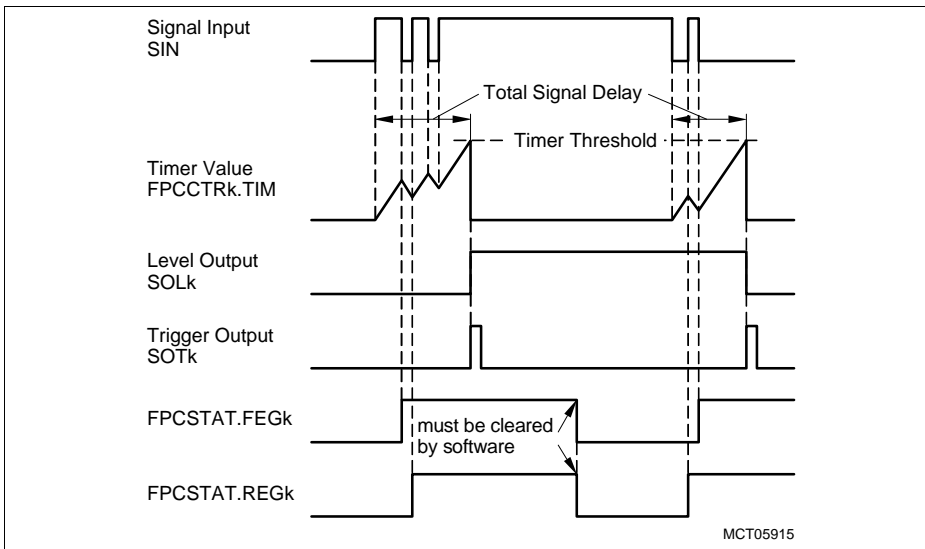 Signal Input
SIN
Total Signal Delay
Timer Threshold
Timer Value
FPCCTRk.TIM
Level Output
SOLk
Trigger Output
SOTk
FPCSTAT.FEGk
must be cleared
by software
FPCSTAT.REGk
MCT05915